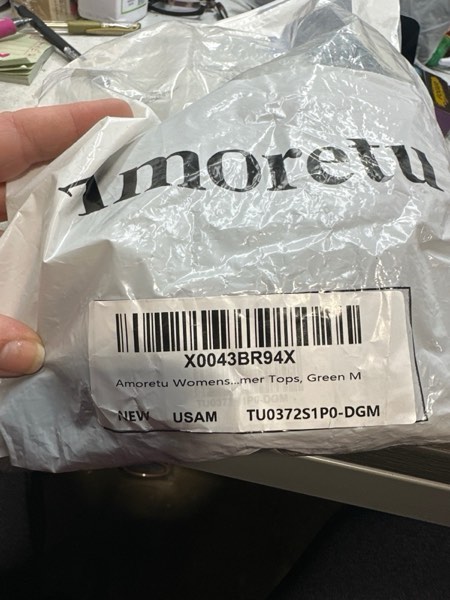 Amoretu
X0043BR94X
Amoretu Womens...mer Tops, Green M
NEW USAM TU0372S1P0-DGM